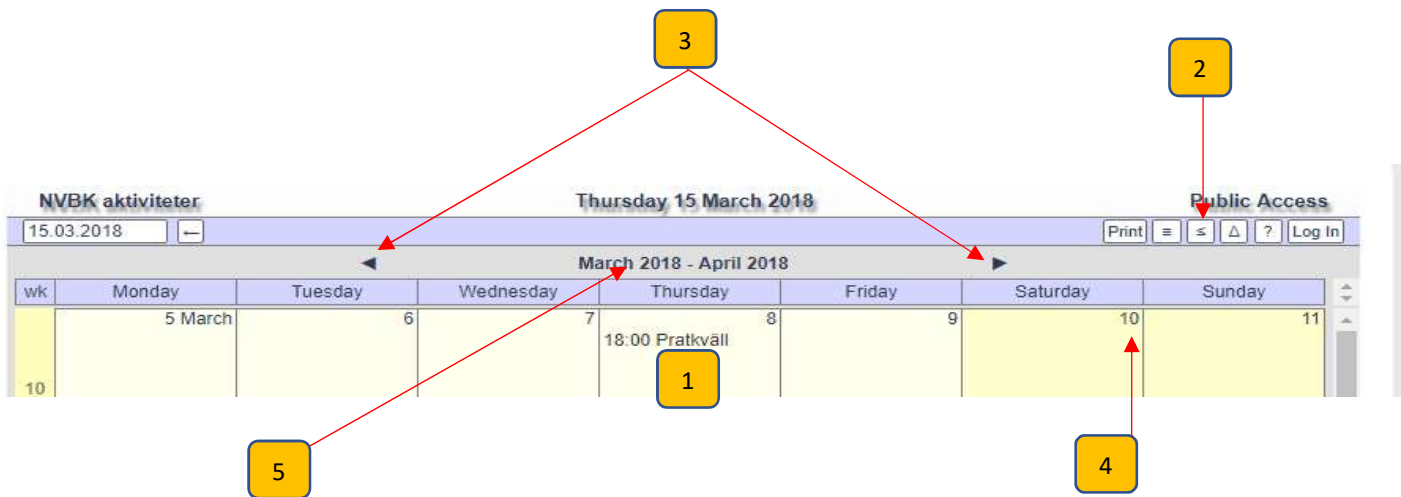 3
2
NVBK aktiviteter Thursday 15 March 2018 Public Access
15.03.2018 ← Print ≡ ≤ Δ ? Log In
◄ March 2018 - April 2018 ►
wk Monday Tuesday Wednesday Thursday Friday Saturday Sunday
5 March 6 7 8 9 10 11
18:00 Pratkväll
10 1
5 4